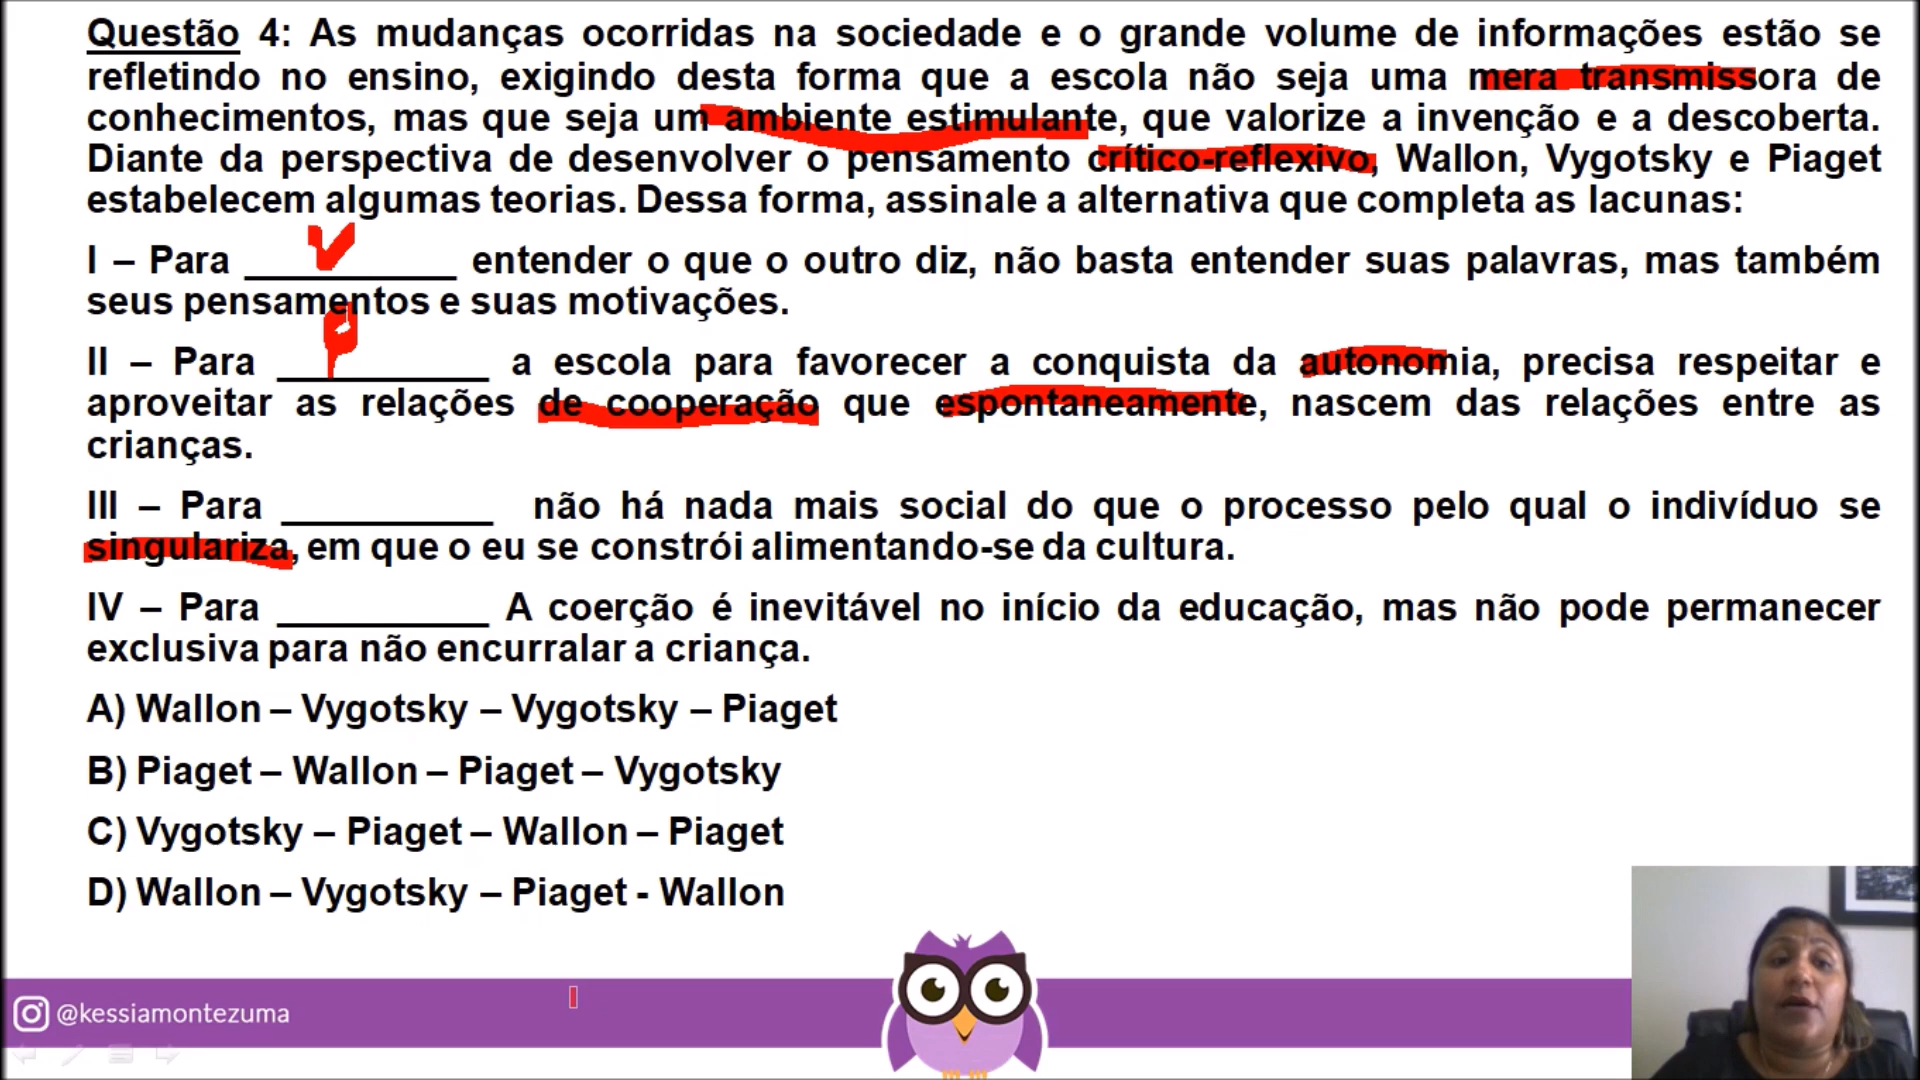 Questão 4: As mudanças ocorridas na sociedade e o grande volume de informações estão se
refletindo no ensino, exigindo desta forma que a escola não seja uma mera transmissora de
conhecimentos, mas que seja um ambiente estimulante, que valorize a invenção e a descoberta.
Diante da perspectiva de desenvolver o pensamento crítico-reflexivo, Wallon, Vygotsky e Piaget
estabelecem algumas teorias. Dessa forma, assinale a alternativa que completa as lacunas:
V
I – Para __________ entender o que o outro diz, não basta entender suas palavras, mas também
seus pensamentos e suas motivações.
P
II – Para __________ a escola para favorecer a conquista da autonomia, precisa respeitar e
aproveitar as relações de cooperação que espontaneamente, nascem das relações entre as
crianças.
III – Para __________ não há nada mais social do que o processo pelo qual o indivíduo se
singulariza, em que o eu se constrói alimentando-se da cultura.
IV – Para __________ A coerção é inevitável no início da educação, mas não pode permanecer
exclusiva para não encurralar a criança.
A) Wallon – Vygotsky – Vygotsky – Piaget
B) Piaget – Wallon – Piaget – Vygotsky
C) Vygotsky – Piaget – Wallon – Piaget
D) Wallon – Vygotsky – Piaget - Wallon
@kessiamontezuma